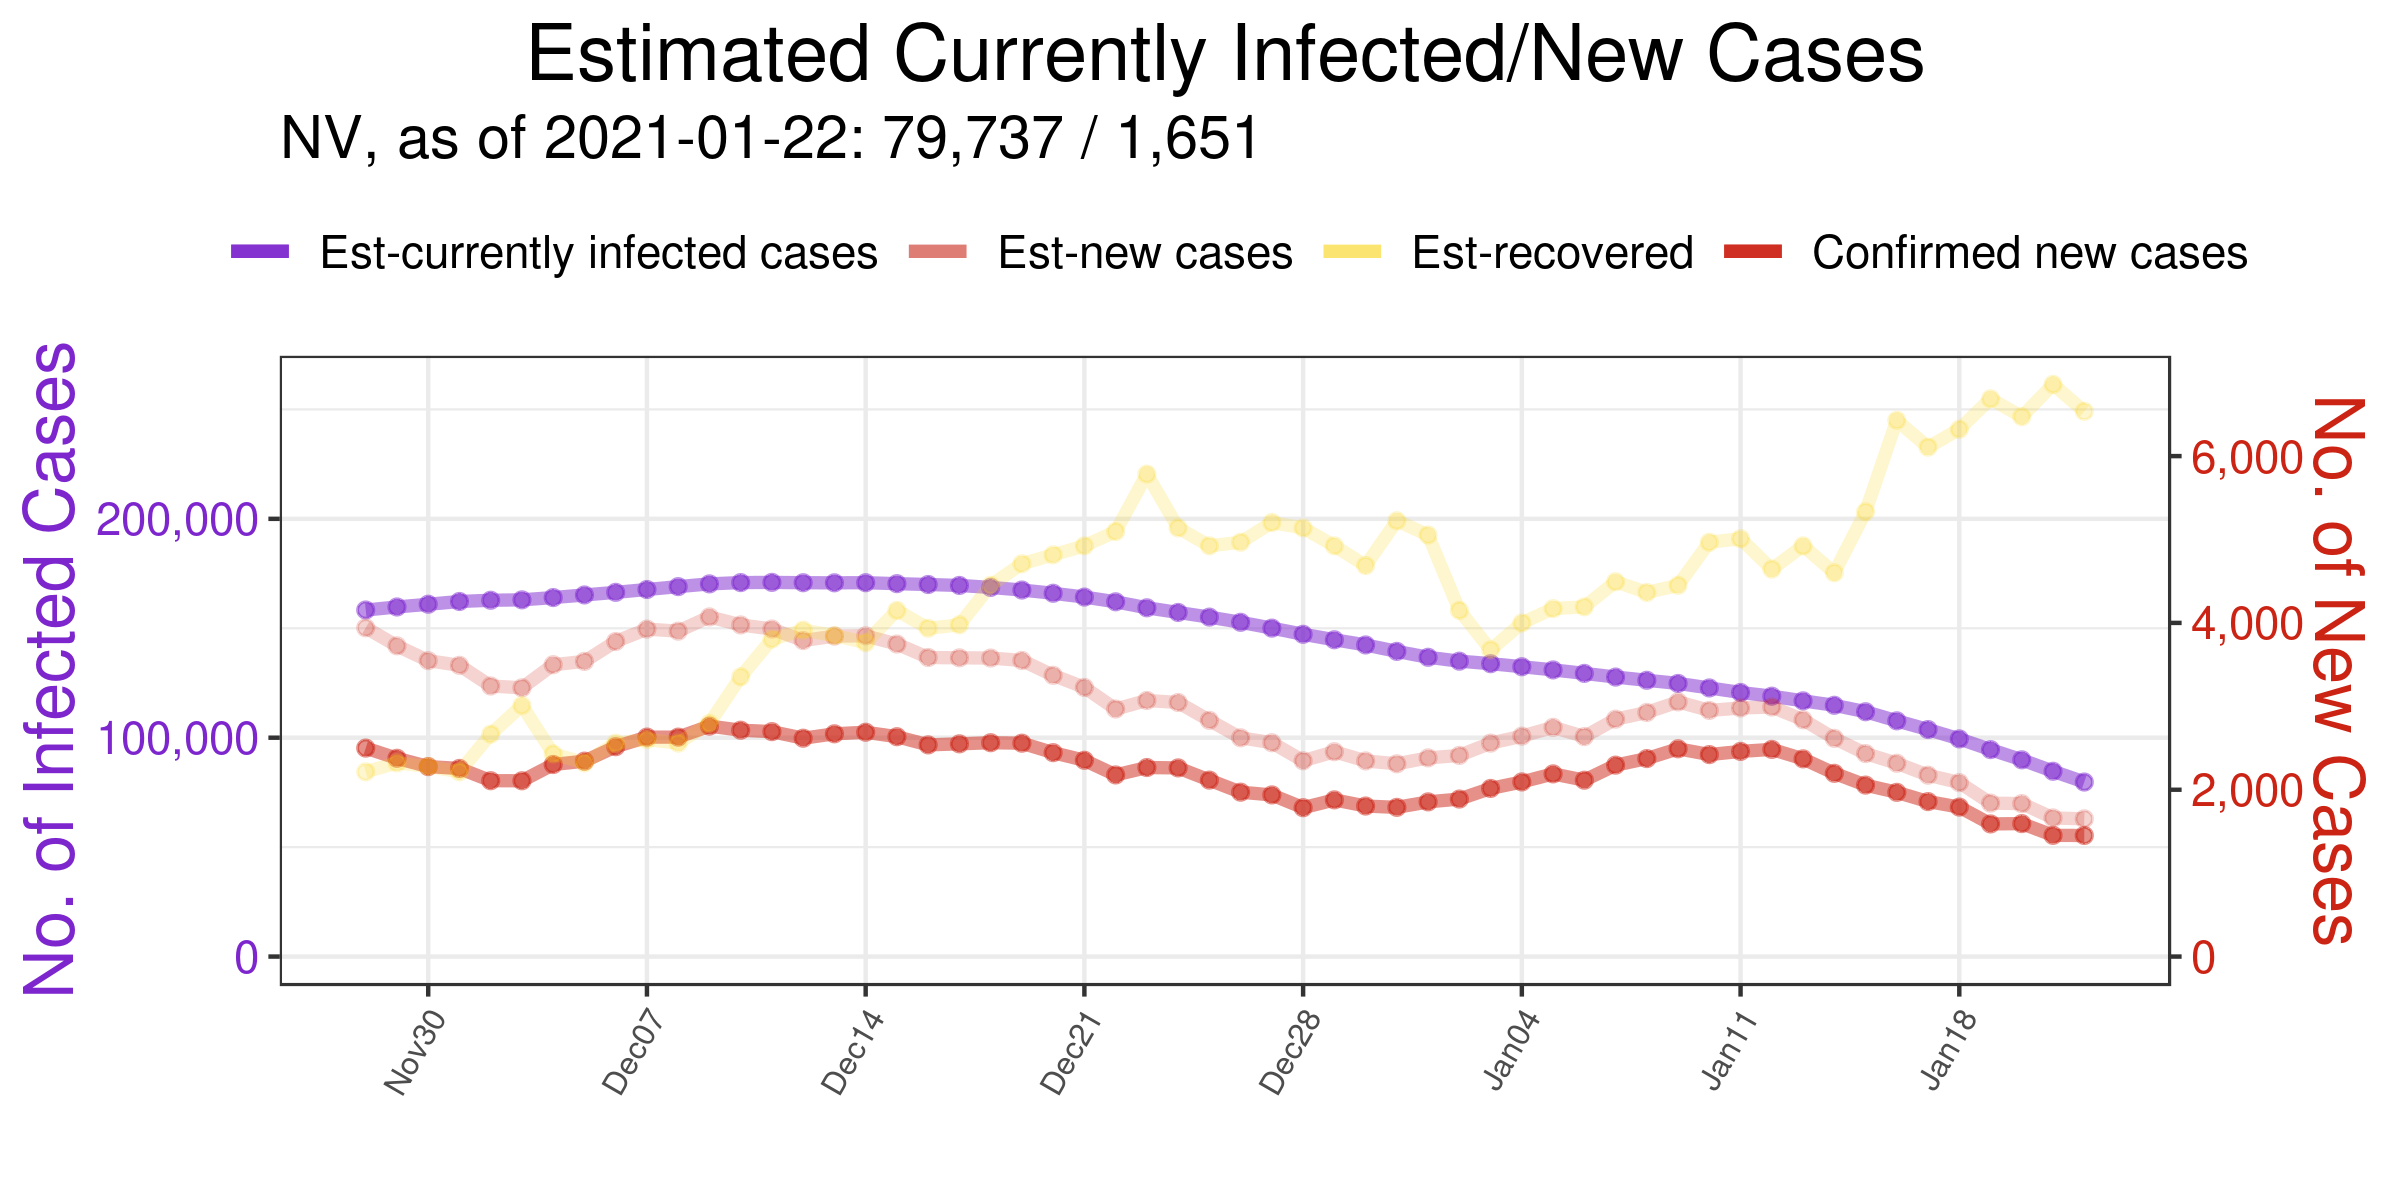 Estimated Currently Infected/New Cases
NV, as of 2021-01-22: 79,737 / 1,651
Est-currently infected cases Est-new cases Est-recovered Confirmed new cases
No. of Infected Cases
200,000
100,000
0
6,000
4,000
2,000
0
No. of New Cases
Nov30 Dec07 Dec14 Dec21 Dec28 Jan04 Jan11 Jan18